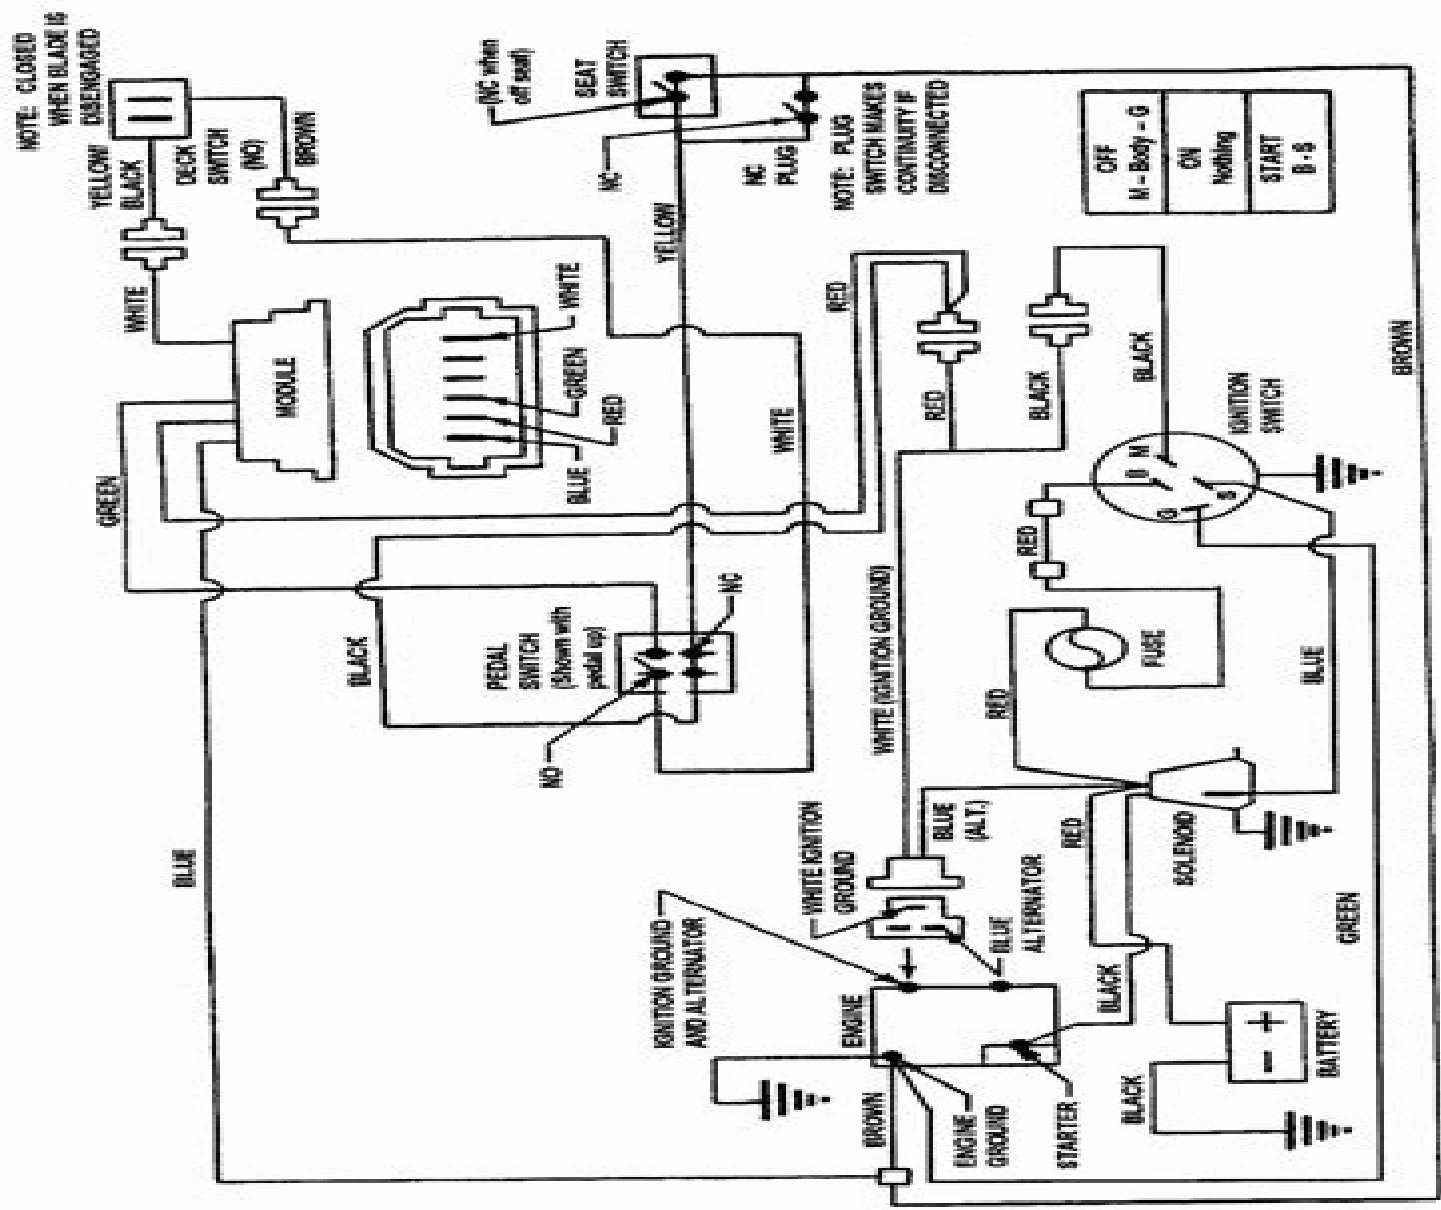 NOTE: CLOSED
WHEN BLADE IS
DISENGAGED
YELLOW/
BLACK
DECK
SWITCH
(NO)
BROWN
WHITE
MODULE
WHITE
GREEN
RED
BLUE
GREEN
BLUE
BLACK
(NC when
off seat)
SEAT
SWITCH
NC
YELLOW
NC
PLUG
NOTE: PLUG
SWITCH MAKES
CONTINUITY IF
DISCONNECTED
OFF
M - Body - G
ON
Nothing
START
B - S
RED
RED
BLACK
BLACK
BROWN
WHITE
PEDAL
SWITCH
(Shown with
pedal up)
NO
NC
WHITE (IGNITION GROUND)
IGNITION
SWITCH
B
M
G
S
RED
FUSE
RED
BLUE
BLUE
(ALT.)
RED
SOLENOID
GREEN
WHITE IGNITION
GROUND
BLUE
ALTERNATOR
IGNITION GROUND
AND ALTERNATOR
ENGINE
BLACK
BATTERY
BLACK
BROWN
ENGINE
GROUND
STARTER